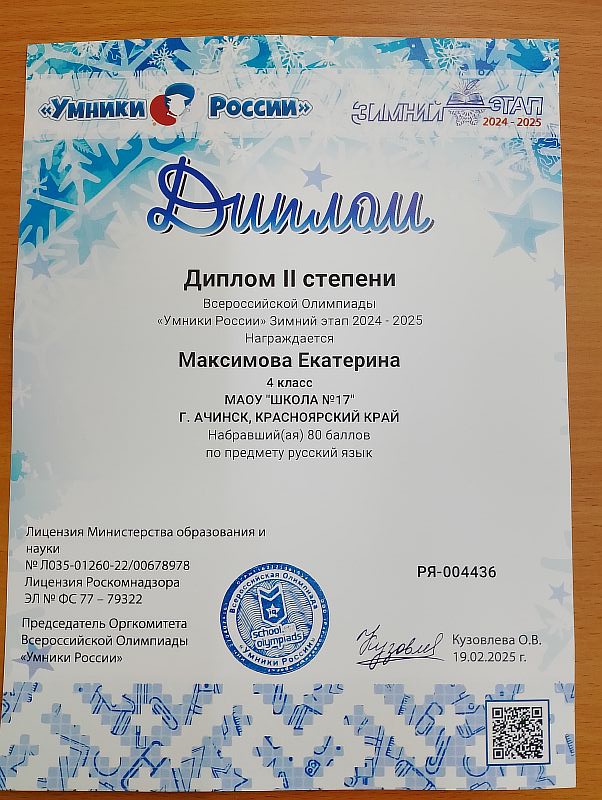 «Умники России»
Зимний этап
2024 - 2025
Диплом
Диплом II степени
Всероссийской Олимпиады
«Умники России» Зимний этап 2024 - 2025
Награждается
Максимова Екатерина
4 класс
МАОУ "ШКОЛА №17"
Г. АЧИНСК, КРАСНОЯРСКИЙ КРАЙ
Набравший(ая) 80 баллов
по предмету русский язык
Лицензия Министерства образования и
науки
№ Л035-01260-22/00678978
Лицензия Роскомнадзора
ЭЛ № ФС 77 – 79322
РЯ-004436
Председатель Оргкомитета
Всероссийской Олимпиады
«Умники России»
Всероссийская Олимпиада
school
olympiads
«Умники России»
Кузовлев
Кузовлева О.В.
19.02.2025 г.